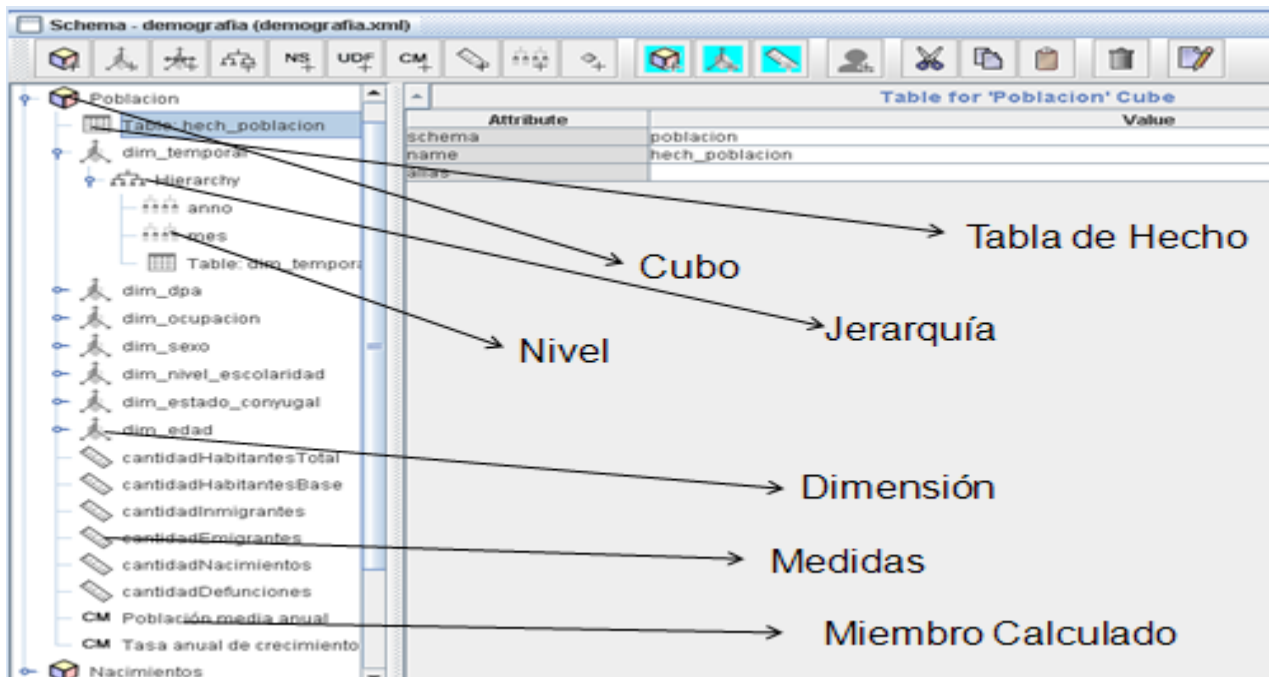 Schema - demografia (demografia.xml)
NS UDF CM
Poblacion
Table: hech_poblacion
dim_temporal
Hierarchy
anno
mes
Table: dim_tempora
dim_dpa
dim_ocupacion
dim_sexo
dim_nivel_escolaridad
dim_estado_conyugal
dim_edad
cantidadHabitantesTotal
cantidadHabitantesBase
cantidadInmigrantes
cantidadEmigrantes
cantidadNacimientos
cantidadDefunciones
CM Población media anual
CM Tasa anual de crecimiento
Nacimientos
Table for 'Poblacion' Cube
Attribute Value
schema poblacion
name hech_poblacion
alias
Tabla de Hecho
Cubo
Jerarquía
Nivel
Dimensión
Medidas
Miembro Calculado